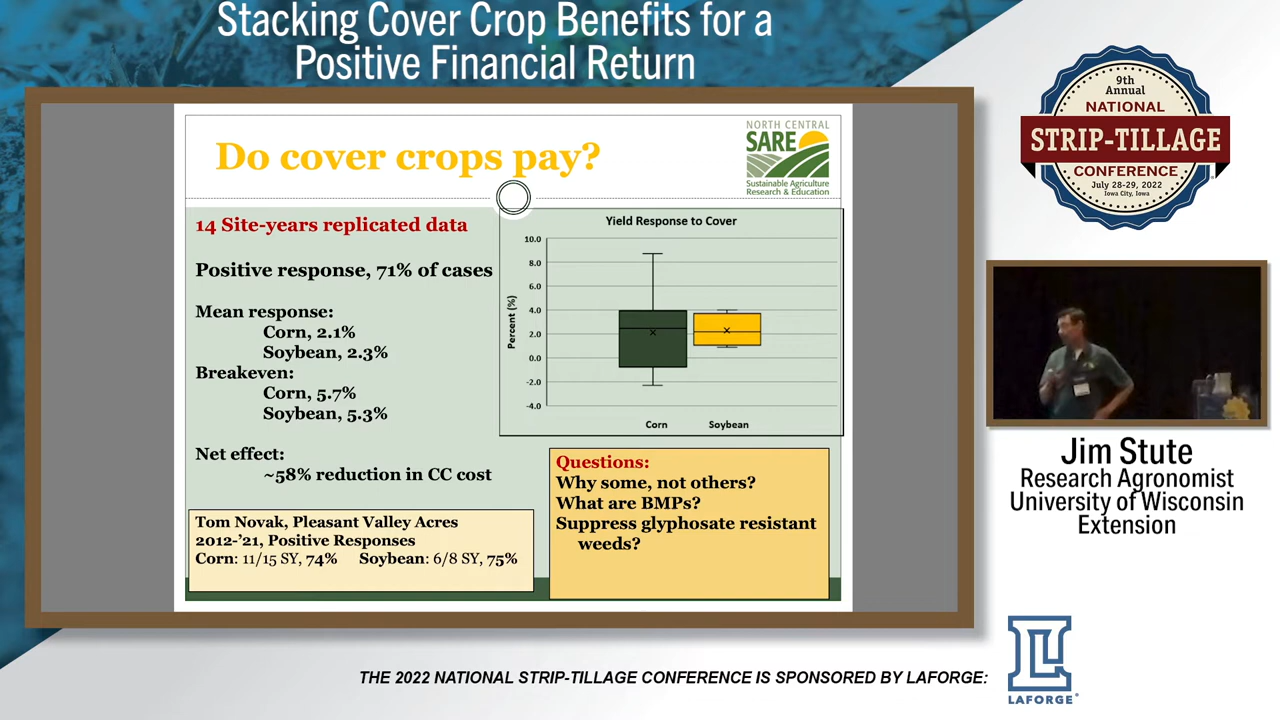 Stacking Cover Crop Benefits for a
Positive Financial Return
9th
Annual
NATIONAL
STRIP-TILLAGE
CONFERENCE
July 28-29, 2022
Iowa City, Iowa
Do cover crops pay?
NORTH CENTRAL
SARE
Sustainable Agriculture
Research & Education
14 Site-years replicated data
Positive response, 71% of cases
Mean response:
Corn, 2.1%
Soybean, 2.3%
Breakeven:
Corn, 5.7%
Soybean, 5.3%
Net effect:
~58% reduction in CC cost
Tom Novak, Pleasant Valley Acres
2012-’21, Positive Responses
Corn: 11/15 SY, 74% Soybean: 6/8 SY, 75%
Yield Response to Cover
Percent (%)
10.0
8.0
6.0
4.0
2.0
0.0
-2.0
-4.0
Corn Soybean
Questions:
Why some, not others?
What are BMPs?
Suppress glyphosate resistant
weeds?
Jim Stute
Research Agronomist
University of Wisconsin
Extension
THE 2022 NATIONAL STRIP-TILLAGE CONFERENCE IS SPONSORED BY LAFORGE:
LAFORGE®